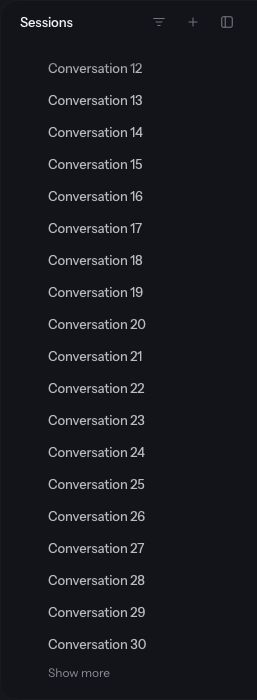 Sessions
Conversation 12
Conversation 13
Conversation 14
Conversation 15
Conversation 16
Conversation 17
Conversation 18
Conversation 19
Conversation 20
Conversation 21
Conversation 22
Conversation 23
Conversation 24
Conversation 25
Conversation 26
Conversation 27
Conversation 28
Conversation 29
Conversation 30
Show more